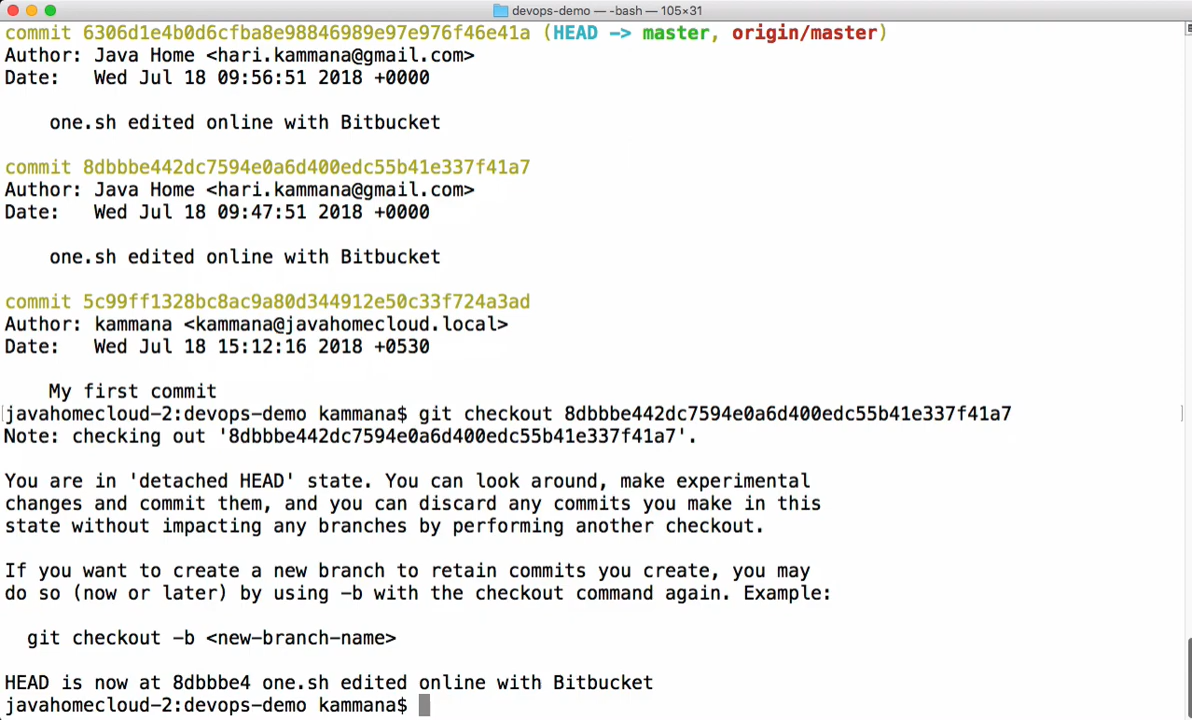 devops-demo — -bash — 105×31
commit 6306d1e4b0d6cfba8e98846989e97e976f46e41a (HEAD -> master, origin/master)
Author: Java Home <hari.kammana@gmail.com>
Date:   Wed Jul 18 09:56:51 2018 +0000
    one.sh edited online with Bitbucket
commit 8dbbbe442dc7594e0a6d400edc55b41e337f41a7
Author: Java Home <hari.kammana@gmail.com>
Date:   Wed Jul 18 09:47:51 2018 +0000
    one.sh edited online with Bitbucket
commit 5c99ff1328bc8ac9a80d344912e50c33f724a3ad
Author: kammana <kammana@javahomecloud.local>
Date:   Wed Jul 18 15:12:16 2018 +0530
    My first commit
javahomecloud-2:devops-demo kammana$ git checkout 8dbbbe442dc7594e0a6d400edc55b41e337f41a7
Note: checking out '8dbbbe442dc7594e0a6d400edc55b41e337f41a7'.
You are in 'detached HEAD' state. You can look around, make experimental
changes and commit them, and you can discard any commits you make in this
state without impacting any branches by performing another checkout.
If you want to create a new branch to retain commits you create, you may
do so (now or later) by using -b with the checkout command again. Example:
  git checkout -b <new-branch-name>
HEAD is now at 8dbbbe4 one.sh edited online with Bitbucket
javahomecloud-2:devops-demo kammana$